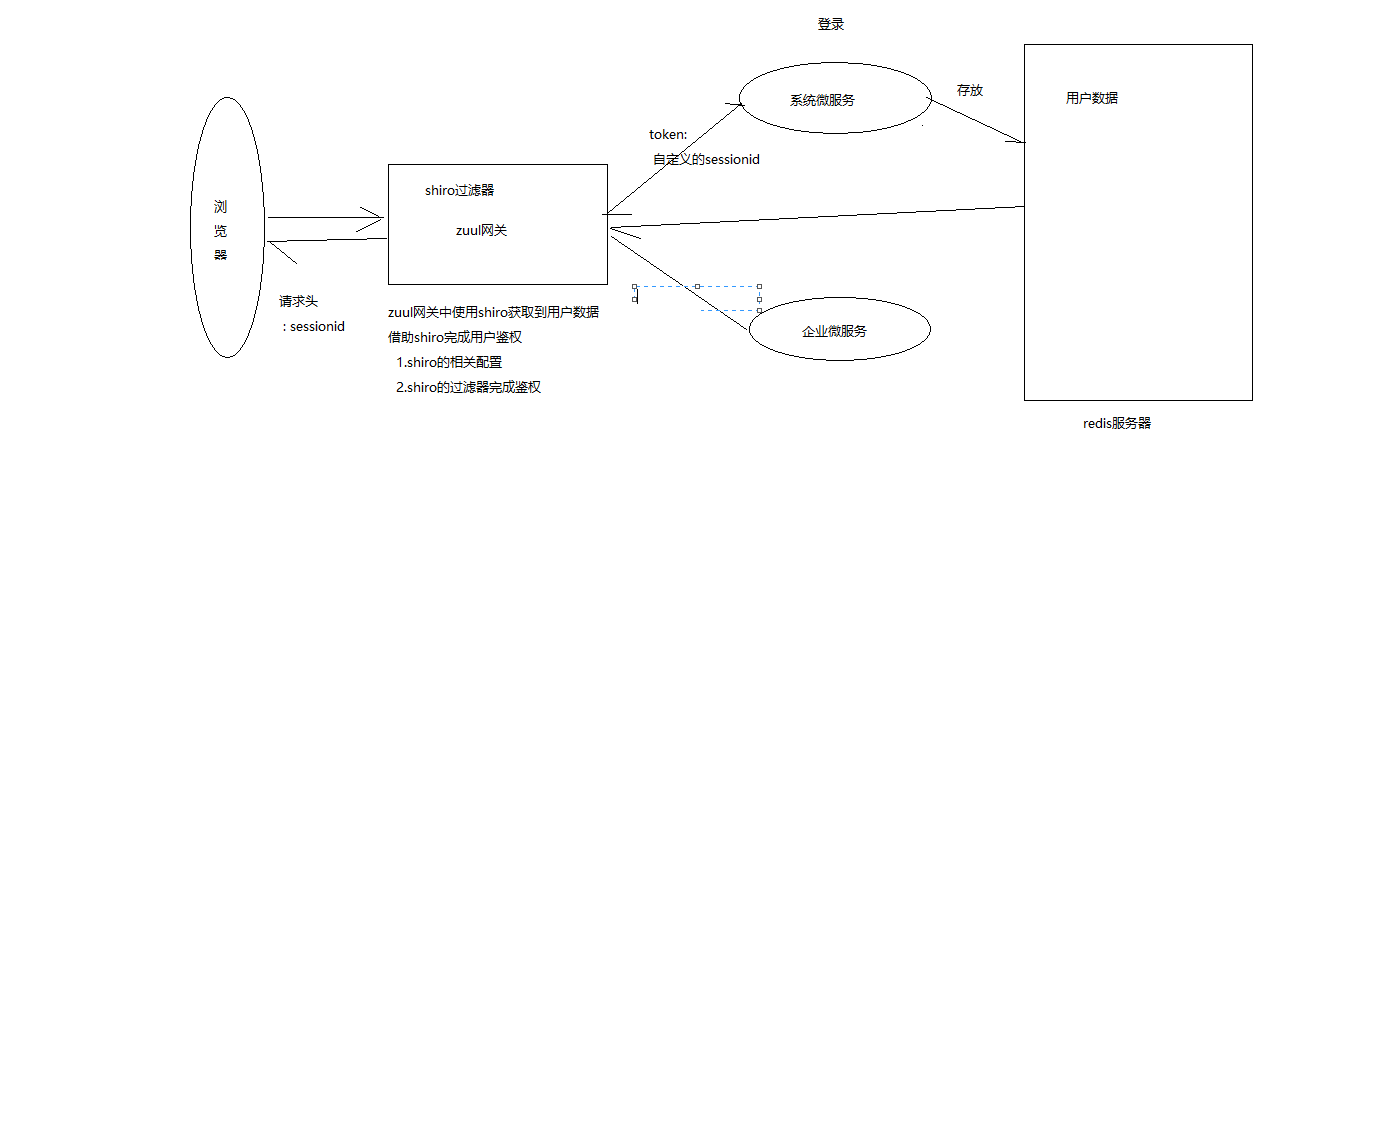 登录
系统微服务
存放
用户数据
token:
自定义的sessionid
shiro过滤器
zuul网关
浏
览
器
请求头
: sessionid
zuul网关中使用shiro获取到用户数据
借助shiro完成用户鉴权
1.shiro的相关配置
2.shiro的过滤器完成鉴权
企业微服务
redis服务器